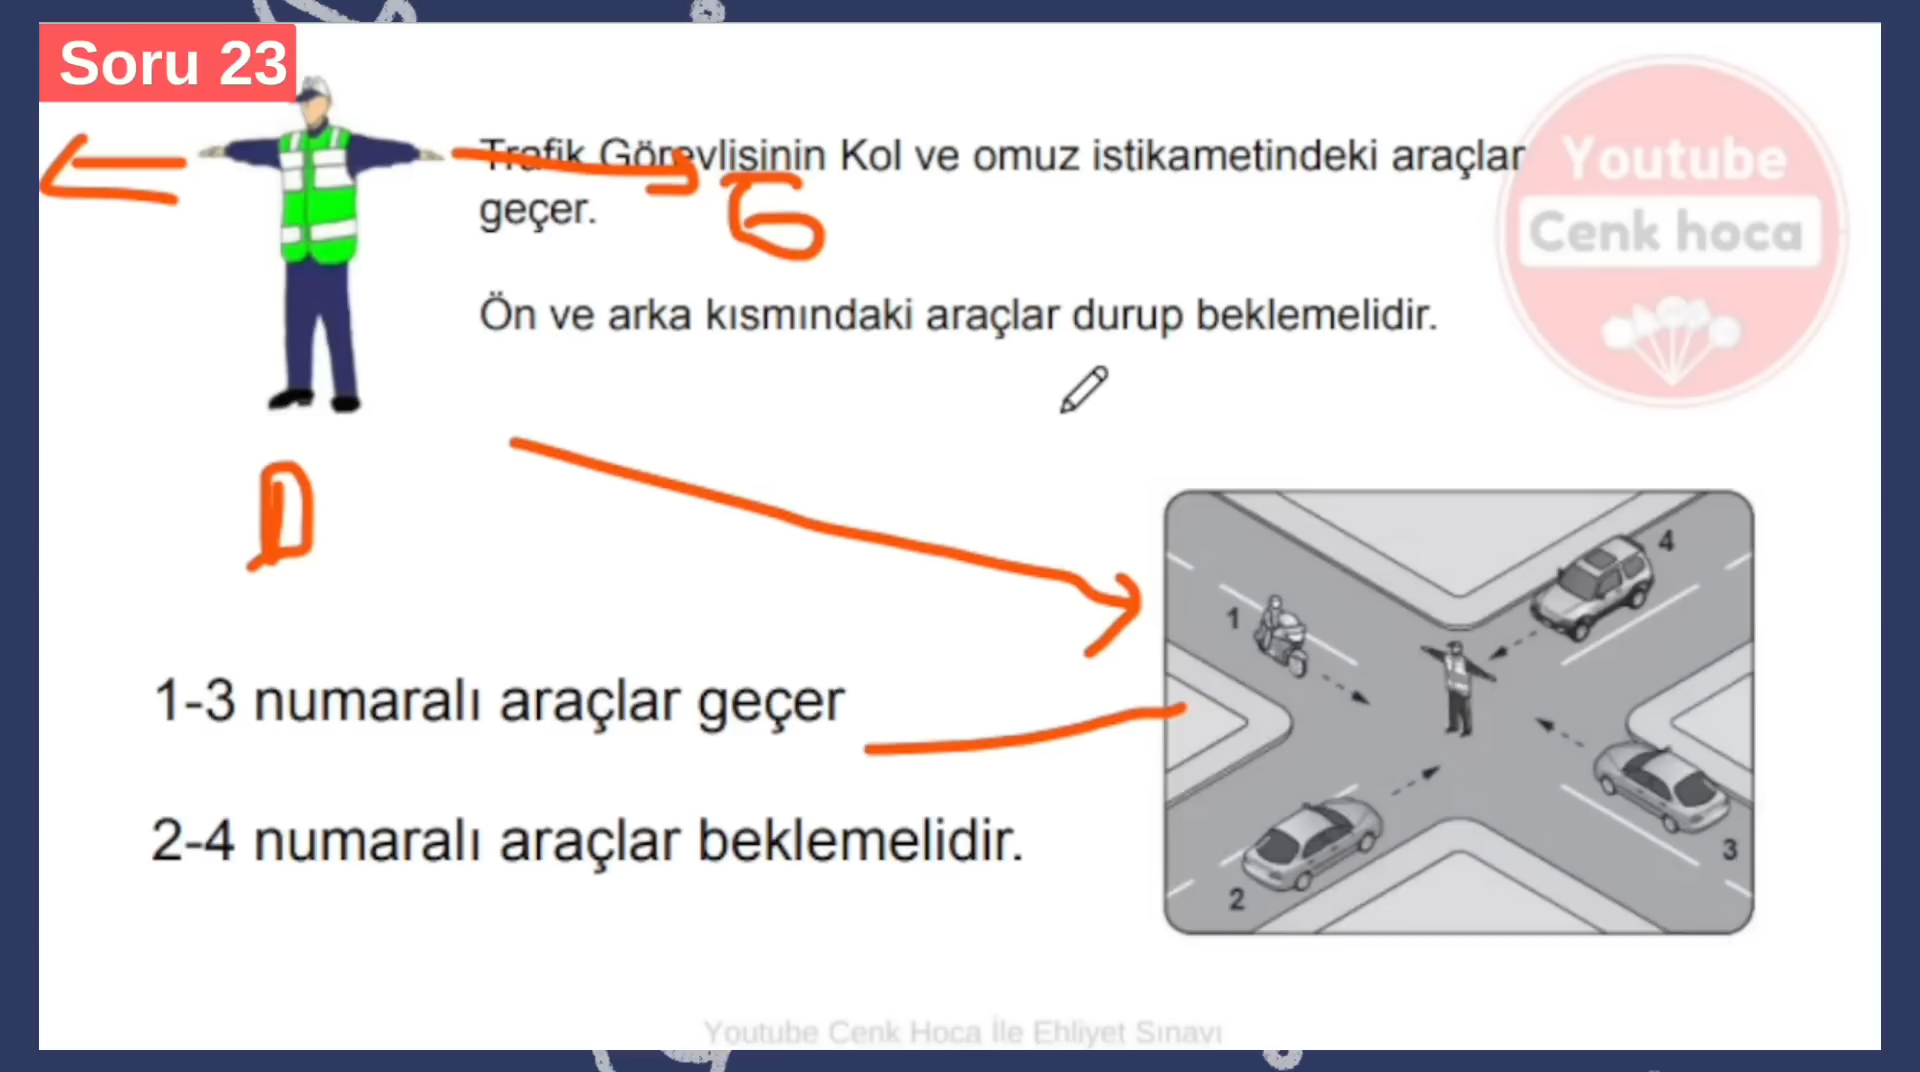 Soru 23
Trafik Görevlisinin Kol ve omuz istikametindeki araçlar
geçer.
G
Ön ve arka kısmındaki araçlar durup beklemelidir.
Youtube
Cenk hoca
D
1-3 numaralı araçlar geçer
2-4 numaralı araçlar beklemelidir.
4
1
3
2
Youtube Cenk Hoca İle Ehliyet Sınavı